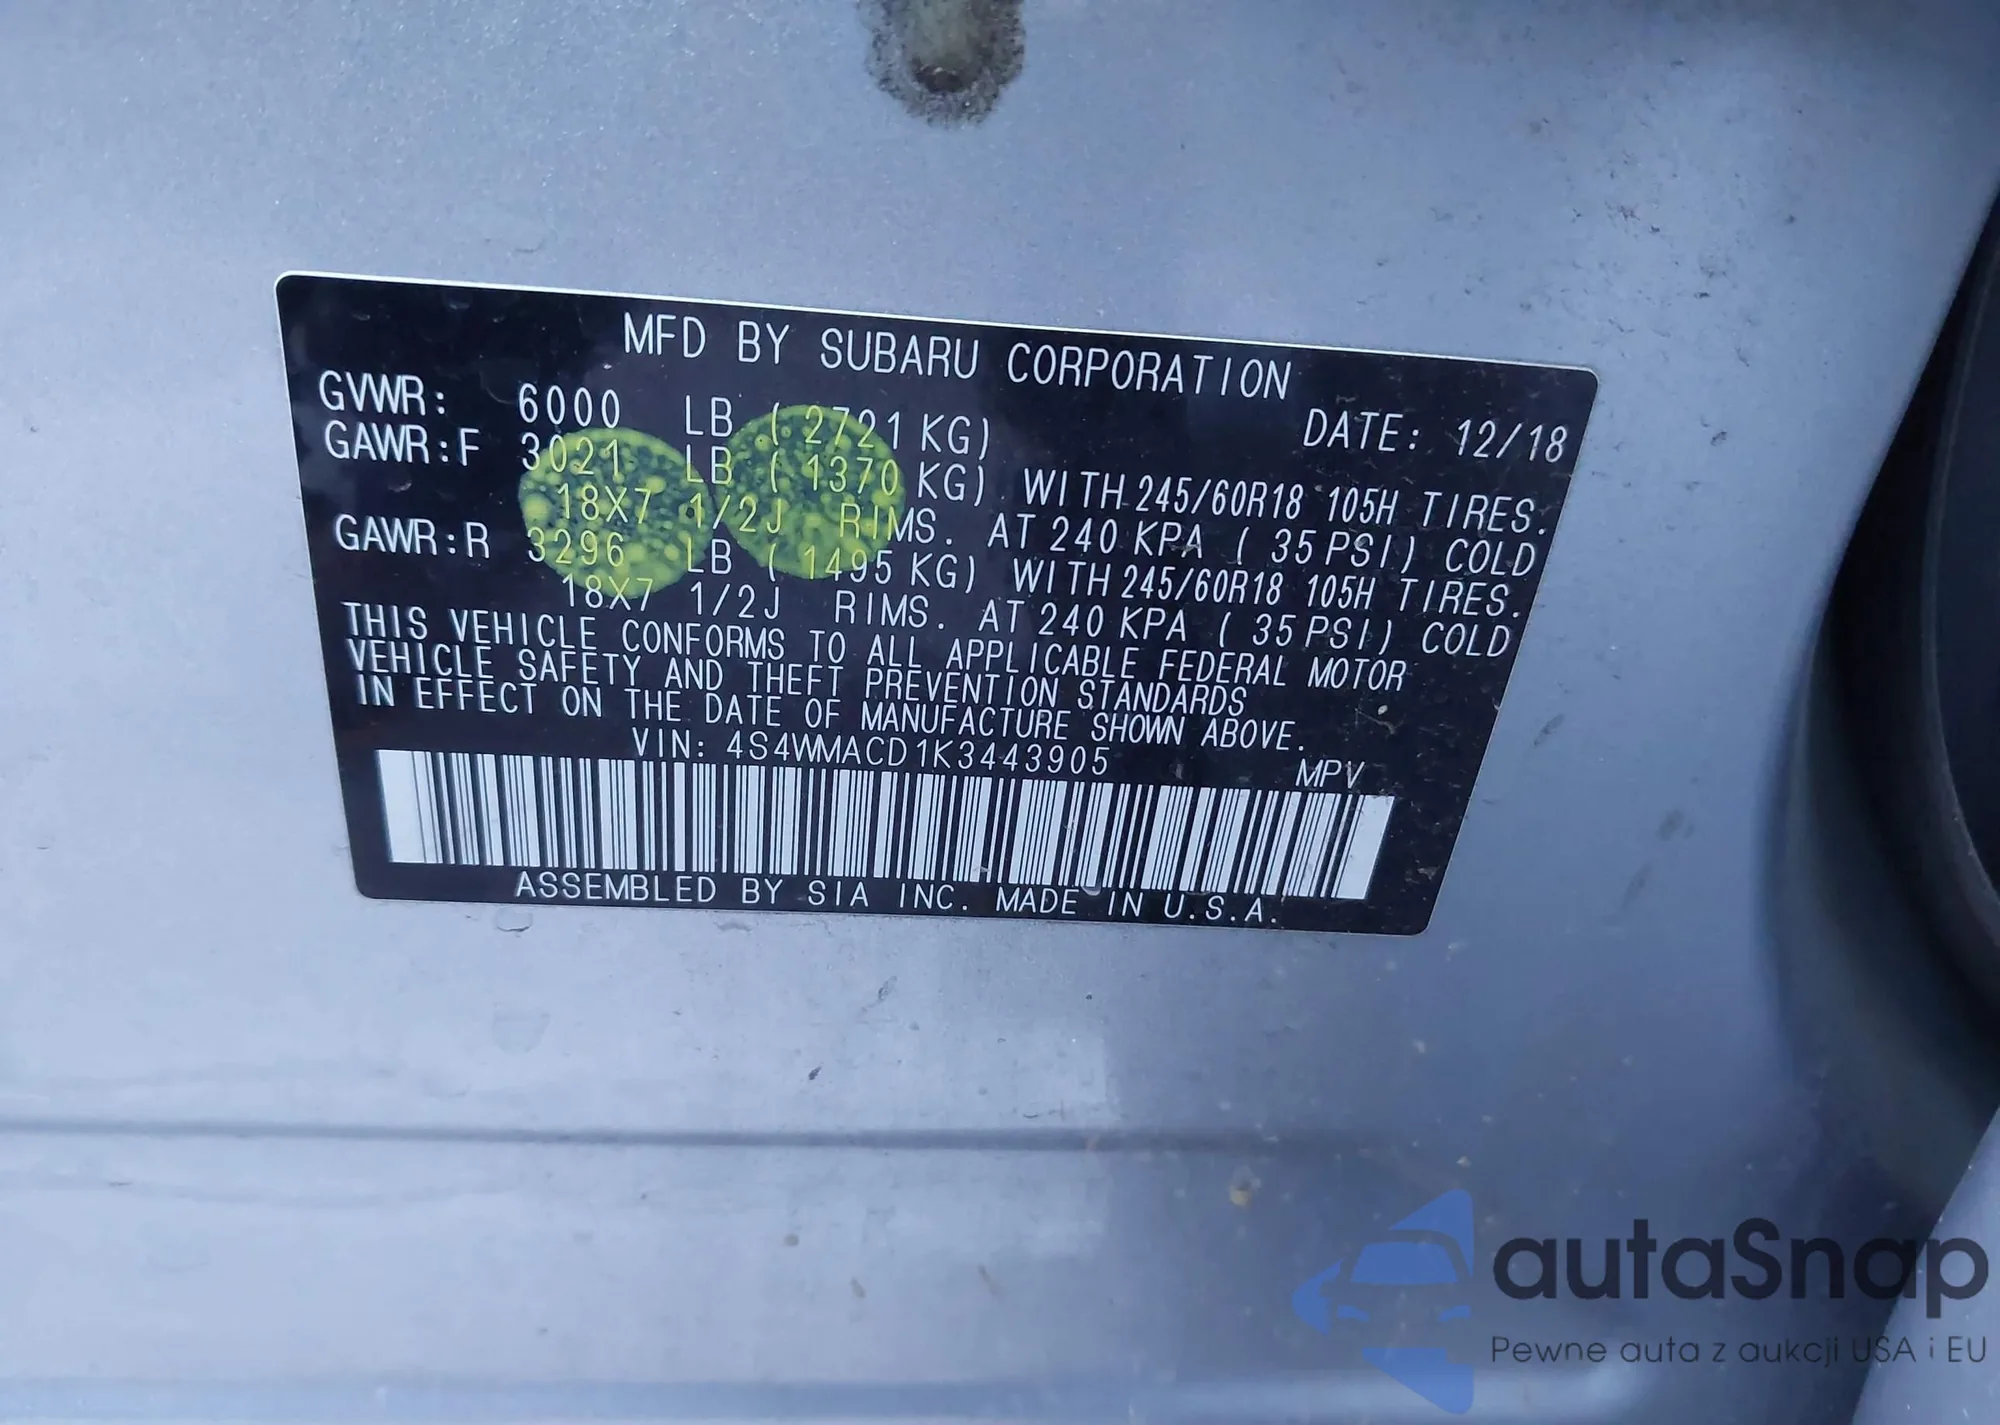 MFD BY SUBARU CORPORATION
GVWR: 6000 LB ( 2721 KG) DATE: 12/18
GAWR:F 3021 LB ( 1370 KG) WITH 245/60R18 105H TIRES.
18X7 1/2J RIMS. AT 240 KPA ( 35 PSI) COLD
GAWR:R 3296 LB ( 1495 KG) WITH 245/60R18 105H TIRES.
18X7 1/2J RIMS. AT 240 KPA ( 35 PSI) COLD
THIS VEHICLE CONFORMS TO ALL APPLICABLE FEDERAL MOTOR
VEHICLE SAFETY AND THEFT PREVENTION STANDARDS
IN EFFECT ON THE DATE OF MANUFACTURE SHOWN ABOVE.
VIN: 4S4WMACD1K3443905 MPV
ASSEMBLED BY SIA INC. MADE IN U.S.A.
autaSnap
Pewne auta z aukcji USA i EU